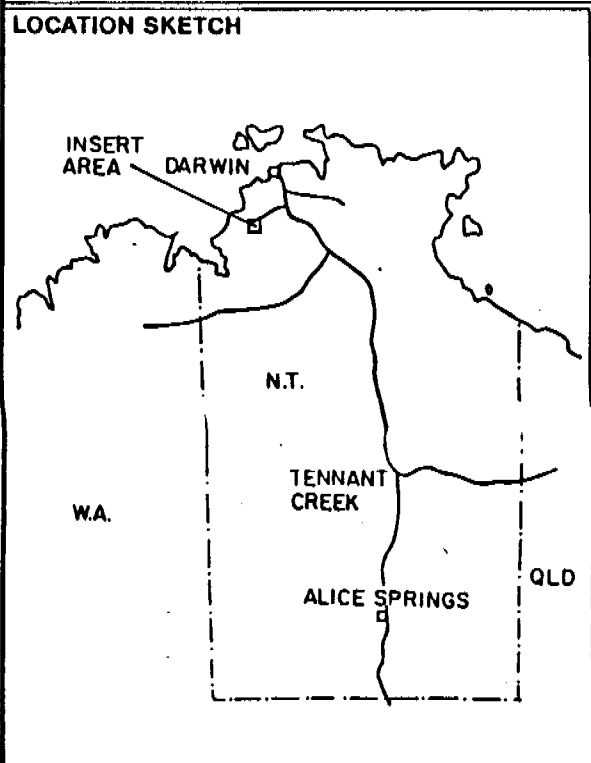 LOCATION SKETCH
INSERT
AREA
DARWIN
N.T.
TENNANT
CREEK
W.A.
QLD
ALICE SPRINGS